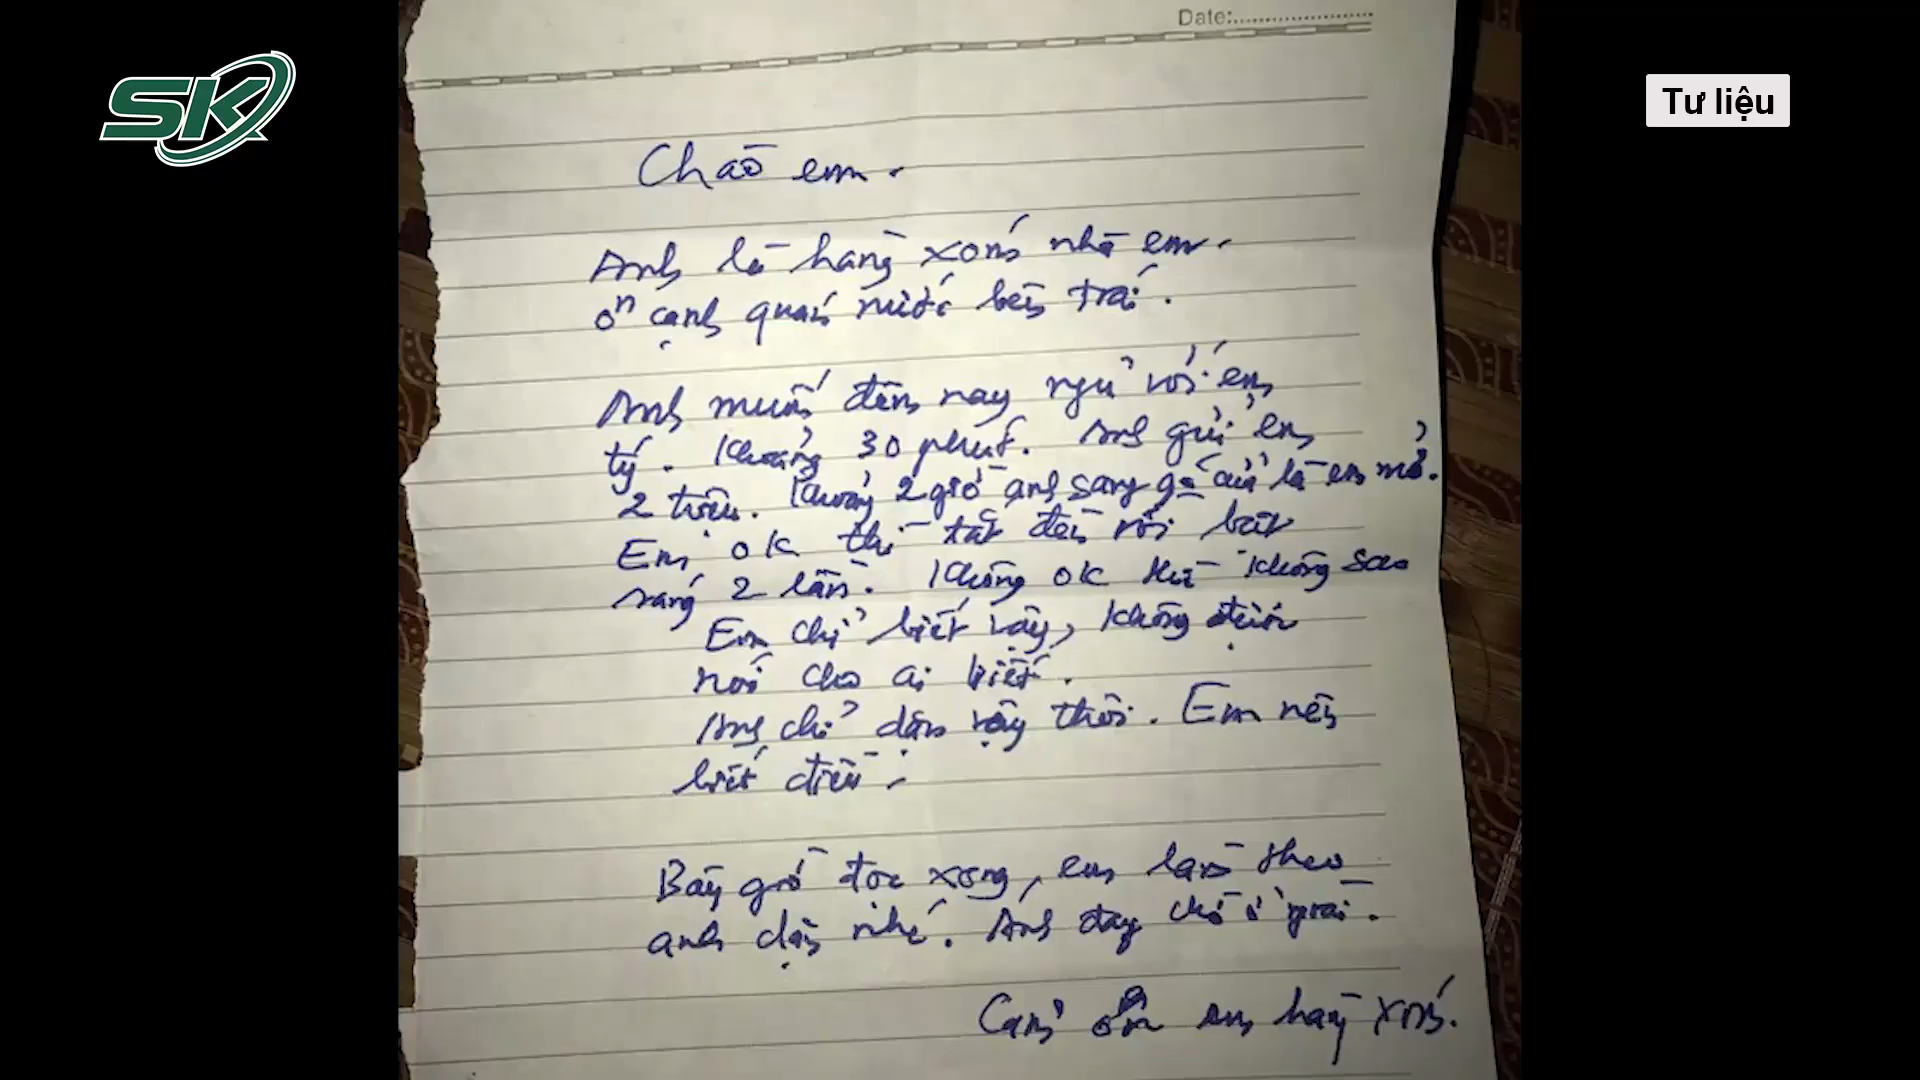 SK
Tư liệu
Date:
Chào em.
Anh là hàng xóm nhà em.
Ở cạnh quán nước bên trái.
Anh muốn đêm nay ngủ với em
tý. Khoảng 30 phút. Anh gửi em
2 triệu. Khoảng 2 giờ anh sang gõ cửa là em mở.
Em ok thì tắt đèn rồi bật
sáng 2 lần. Không ok thì không sao
Em chỉ biết vậy, không được
nói cho ai biết.
Anh chỉ dặn vậy thôi. Em nên
biết điều.
Bây giờ đọc xong, em làm theo
anh dặn nhé. Anh đang chờ ở
Cảm ơn em hàng xóm.